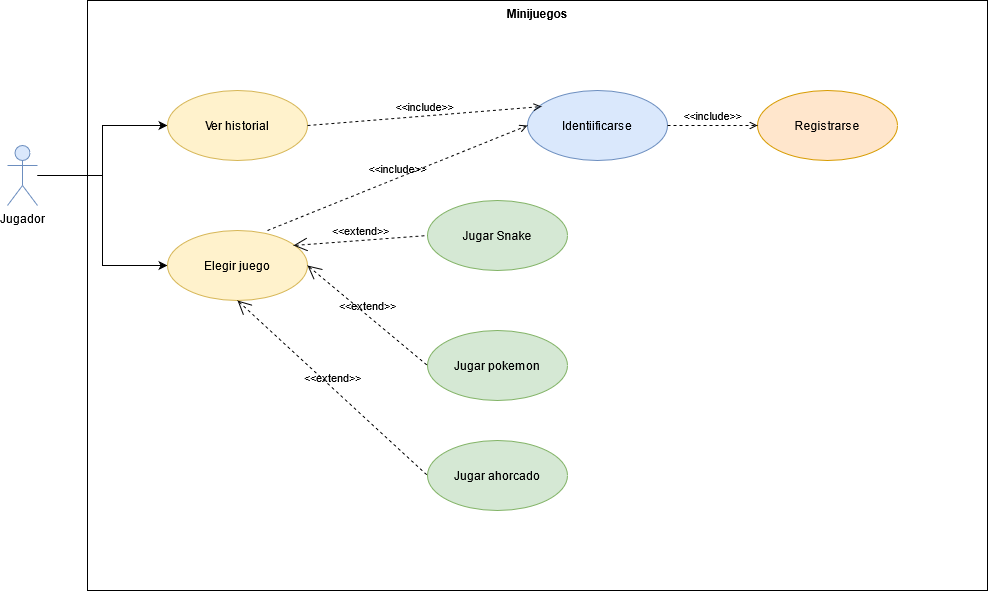 Minijuegos
<<include>>
<<include>>
Ver historial
Identiificarse
Registrarse
<<include>>
Jugador
<<extend>>
Jugar Snake
Elegir juego
<<extend>>
Jugar pokemon
<<extend>>
Jugar ahorcado